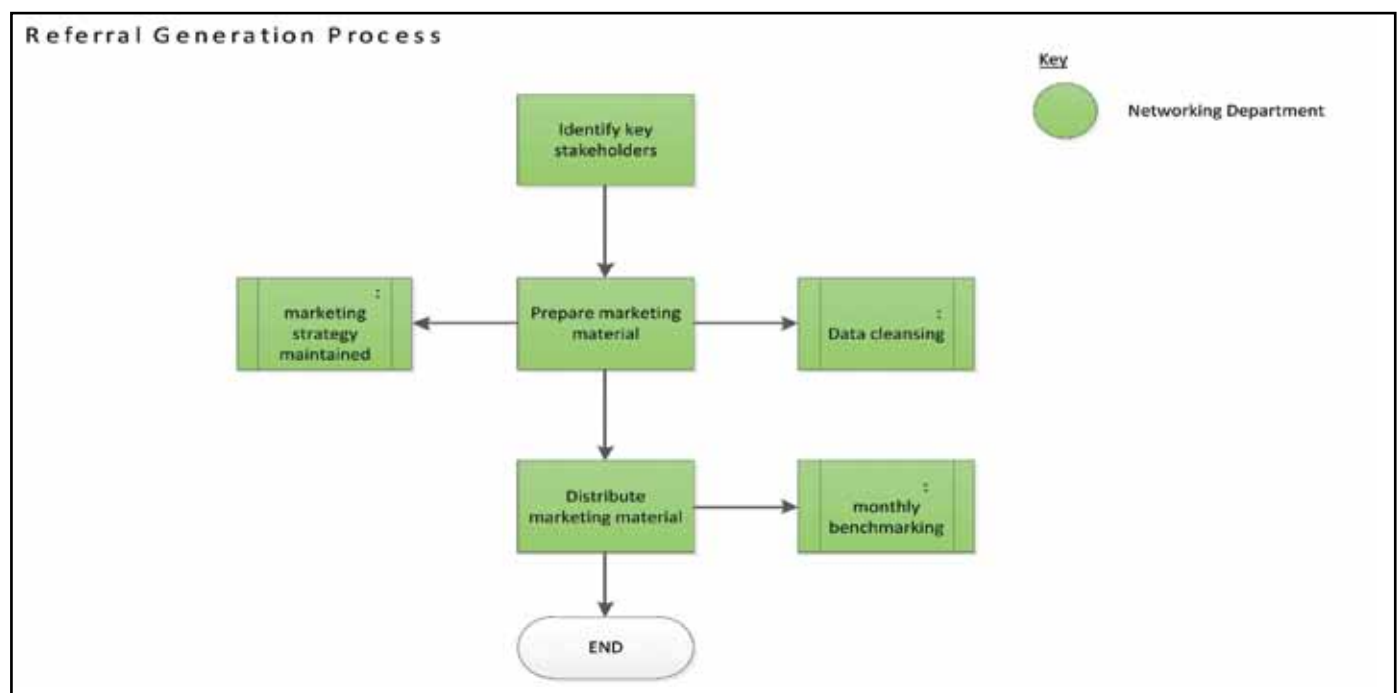 Referral Generation Process
Key
Networking Department
Identify key
stakeholders
:
marketing
strategy
maintained
Prepare marketing
material
:
Data cleansing
Distribute
marketing material
:
monthly
benchmarking
END